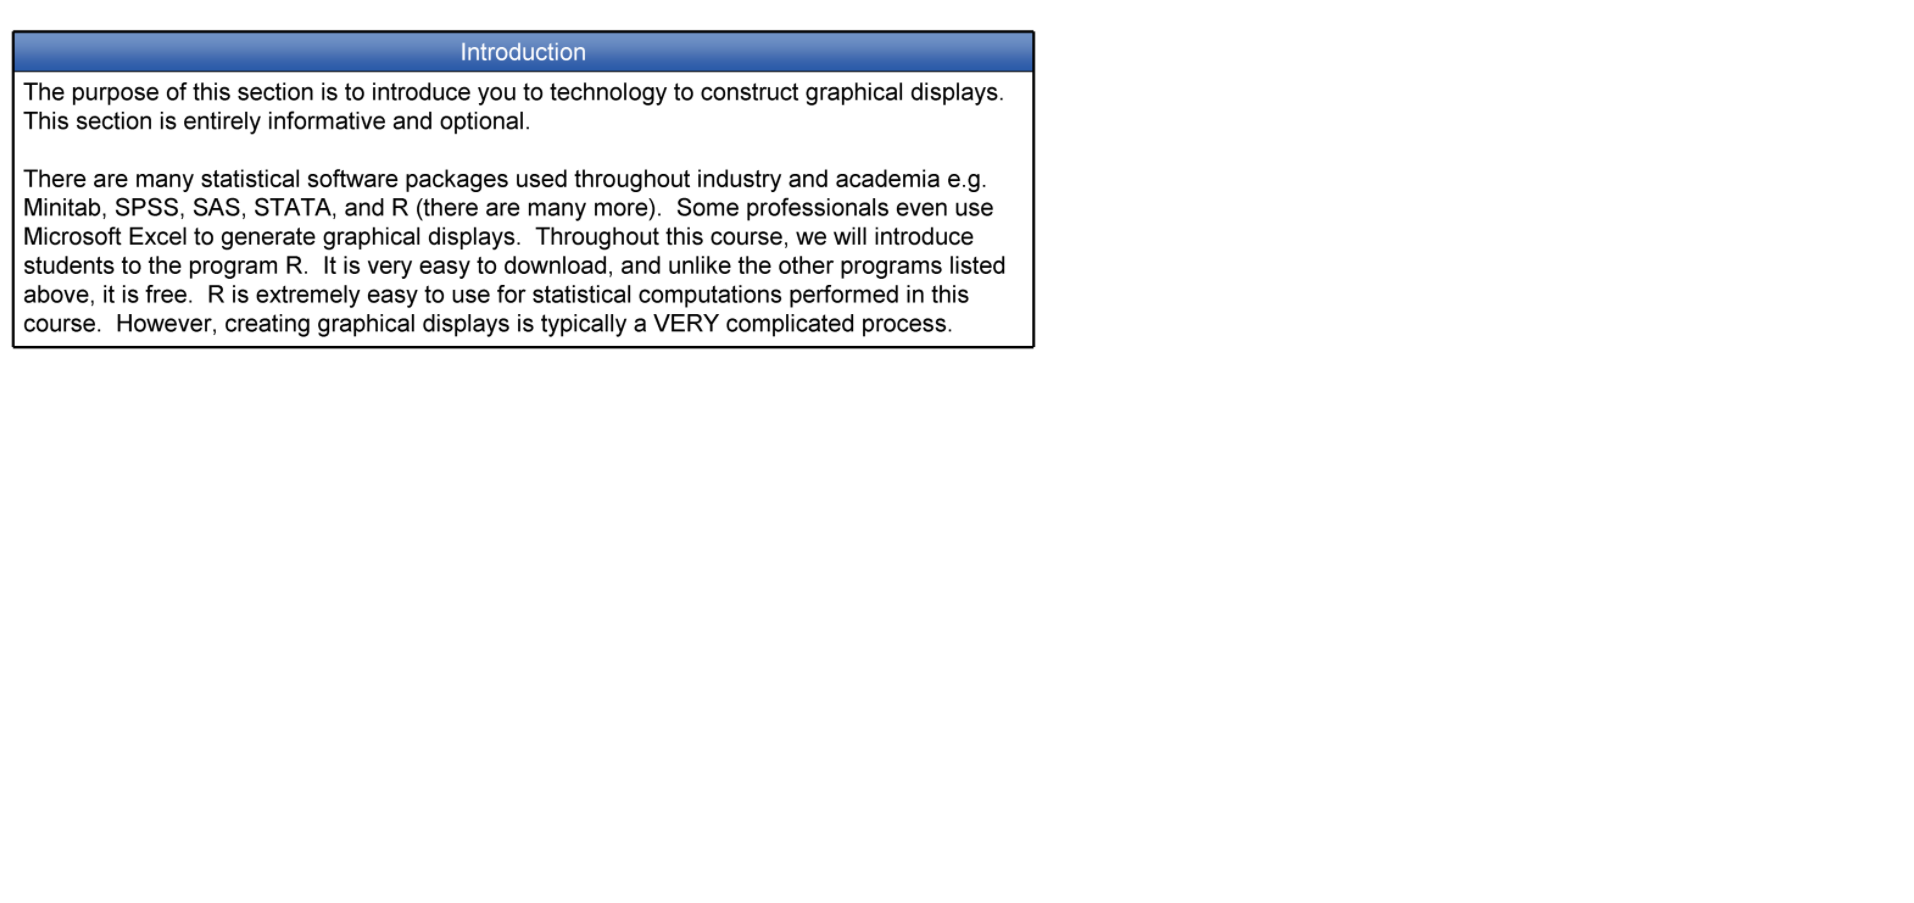 Introduction
The purpose of this section is to introduce you to technology to construct graphical displays.
This section is entirely informative and optional.
There are many statistical software packages used throughout industry and academia e.g.
Minitab, SPSS, SAS, STATA, and R (there are many more).  Some professionals even use
Microsoft Excel to generate graphical displays.  Throughout this course, we will introduce
students to the program R.  It is very easy to download, and unlike the other programs listed
above, it is free.  R is extremely easy to use for statistical computations performed in this
course.  However, creating graphical displays is typically a VERY complicated process.